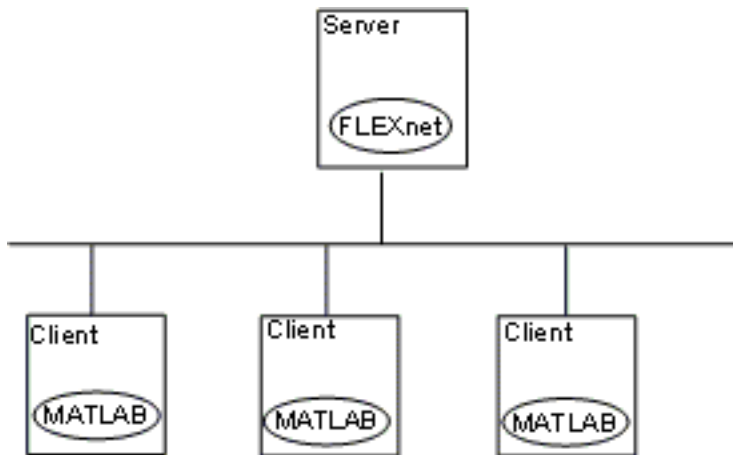 Server
FLEXnet
Client
Client
Client
MATLAB
MATLAB
MATLAB